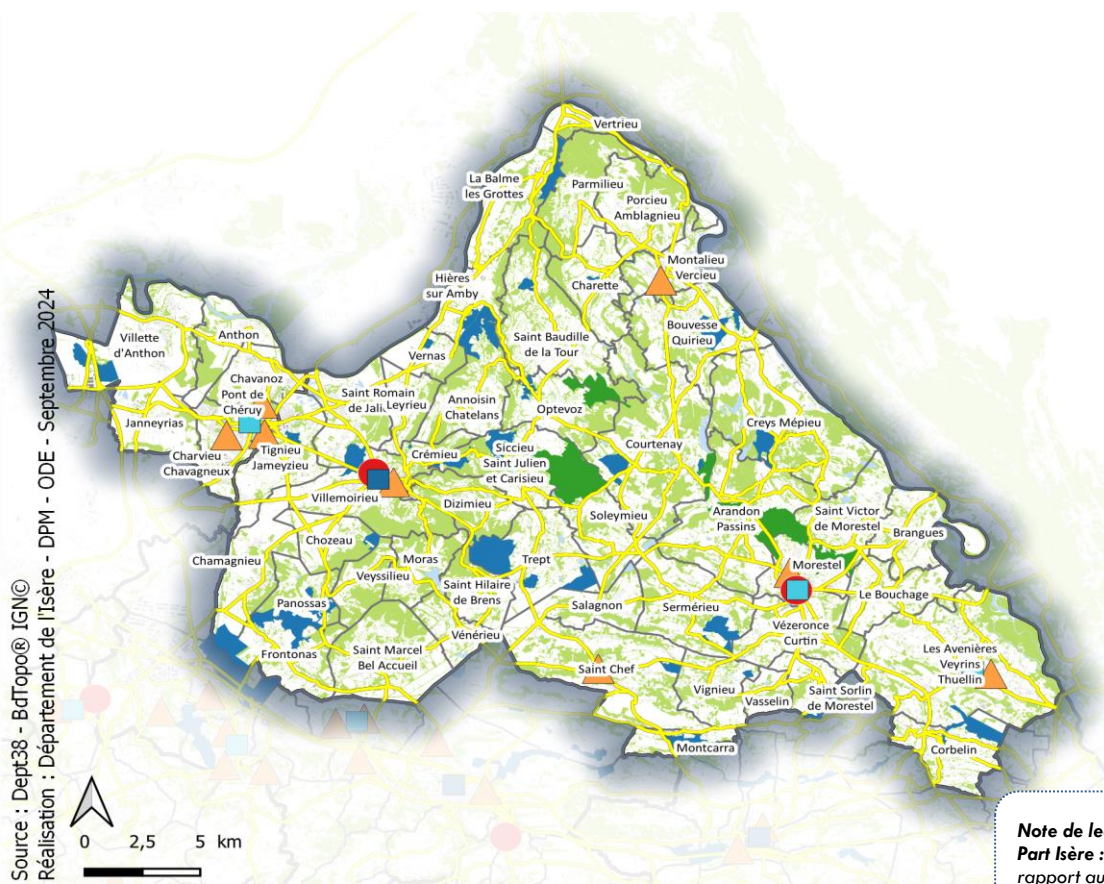 Vertrieu
La Balme
les Grottes
Parmilieu
Porcieu
Amblagnieu
Montalieu
Vercieu
Hières
sur Amby
Charette
Bouvesse
Quirieu
Villette
d'Anthon
Anthon
Saint Baudille
de la Tour
Vernas
Chavanoz
Pont de
Chéruy
Saint Romain
de Jali
Leyrieu
Annoisin
Chatelans
Optevoz
Janneyrias
Creys Mépieu
Charvieu
Chavagneux
Tignieu
Jameyzieu
Crémieu
Siccieu
Saint Julien
et Carisieu
Courtenay
Villemoirieu
Dizimieu
Soleymieu
Arandon
Passins
Saint Victor
de Morestel
Brangues
Chozeau
Chamagnieu
Moras
Trept
Morestel
Veyssilieu
Saint Hilaire
de Brens
Le Bouchage
Panossas
Salagnon
Sermérieu
Vézeronce
Curtin
Vénérieu
Frontonas
Saint Marcel
Bel Accueil
Saint Chef
Les Avenières
Veyrins
Thuellin
Vignieu
Vasselin
Saint Sorlin
de Morestel
Montcarra
Corbelin
Source : Dept38 - BdTopo® IGN©
Réalisation : Département de l'Isère - DPM - ODE - Septembre 2024
0 2,5 5 km
Note de le
Part Isère :
rapport au